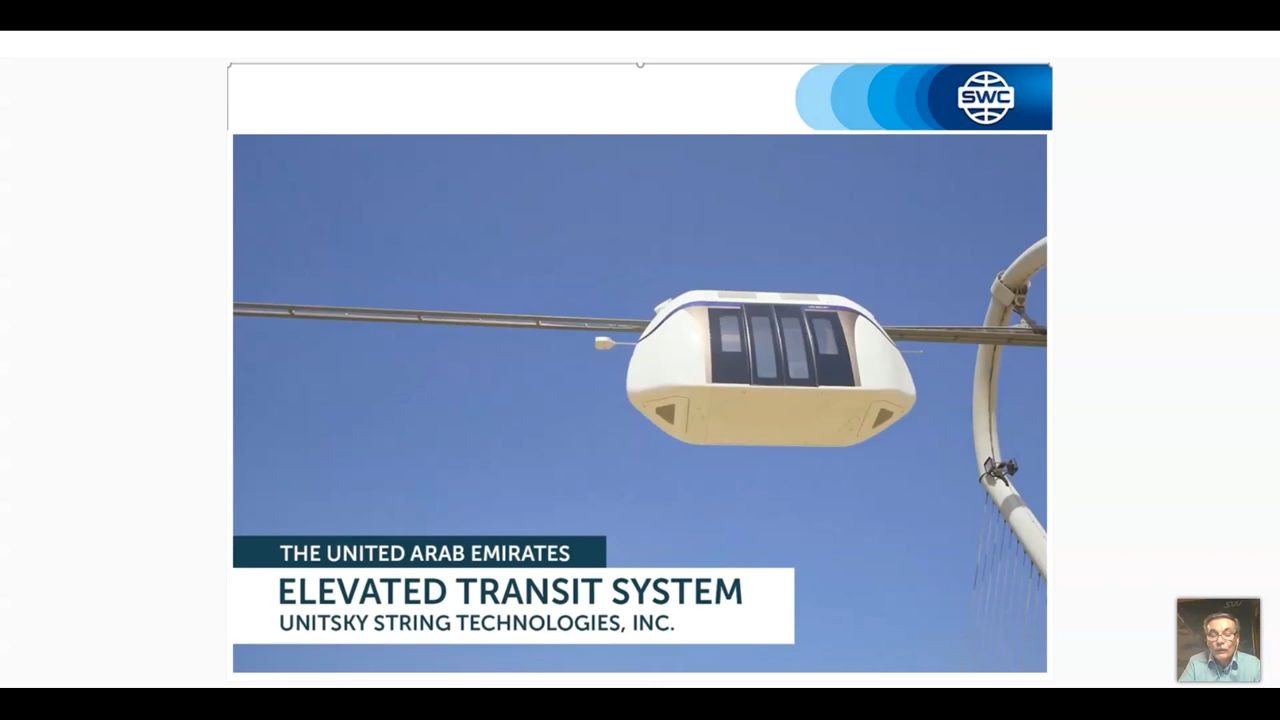 SWC
THE UNITED ARAB EMIRATES
ELEVATED TRANSIT SYSTEM
UNITSKY STRING TECHNOLOGIES, INC.